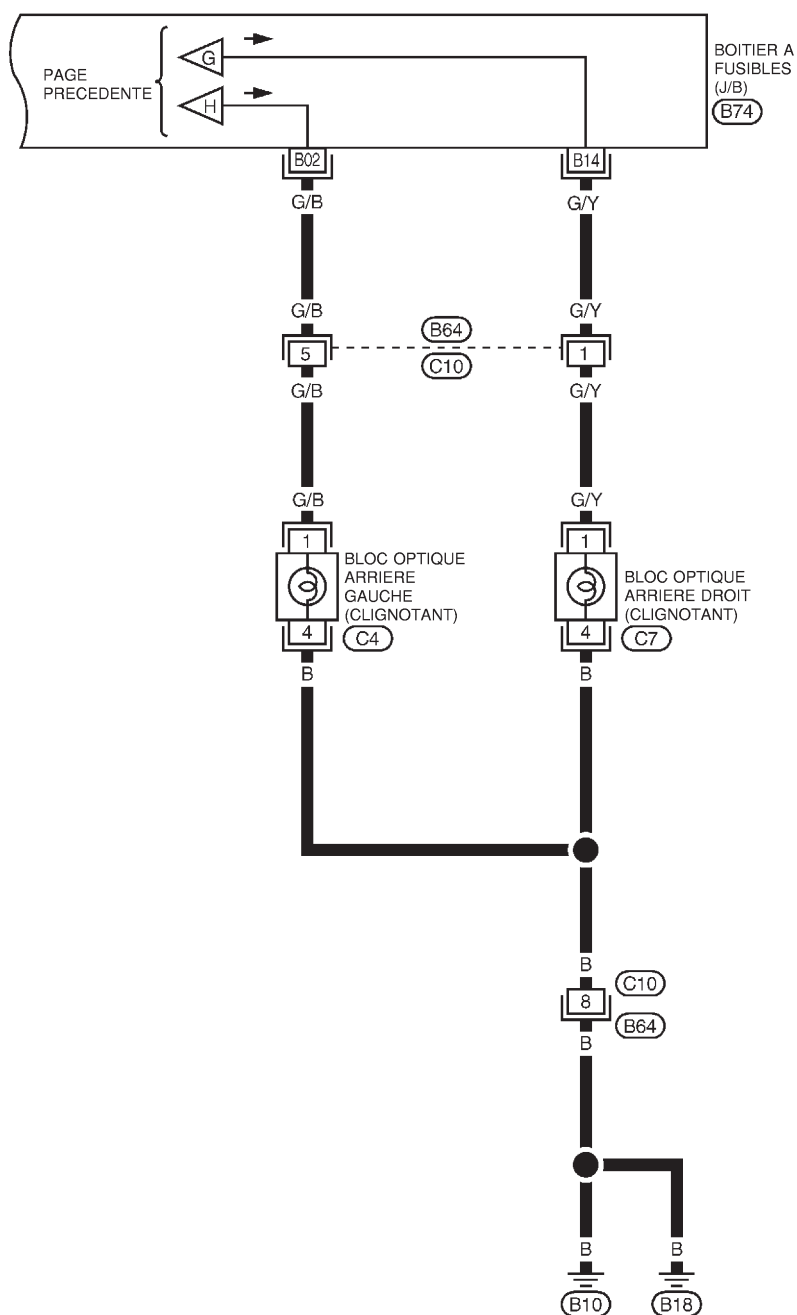 PAGE
PRECEDENTE
G
H
BOITIER A
FUSIBLES
(J/B)
B74
B02
B14
G/B
G/Y
G/B
G/Y
B64
5
1
C10
G/B
G/Y
G/B
G/Y
1
1
BLOC OPTIQUE
ARRIERE
GAUCHE
(CLIGNOTANT)
BLOC OPTIQUE
ARRIERE DROIT
(CLIGNOTANT)
4
C4
4
C7
B
B
B
C10
8
B64
B
B
B
B10
B18